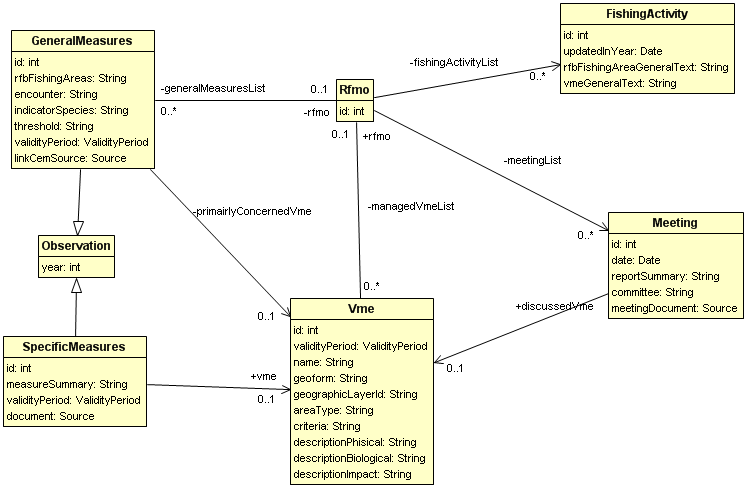 GeneralMeasures
id: int
rfbFishingAreas: String
encounter: String
indicatorSpecies: String
threshold: String
validityPeriod: ValidityPeriod
linkCemSource: Source
-generalMeasuresList
0..*
0..1
-rfmo
Rfmo
id: int
0..1
+rfmo
-fishingActivityList
0..*
FishingActivity
id: int
updatedInYear: Date
rfbFishingAreaGeneralText: String
vmeGeneralText: String
-meetingList
0..*
-primairlyConcernedVme
0..1
-managedVmeList
0..*
Observation
year: int
Meeting
id: int
date: Date
reportSummary: String
committee: String
meetingDocument: Source
+discussedVme
0..1
SpecificMeasures
id: int
measureSummary: String
validityPeriod: ValidityPeriod
document: Source
+vme
0..1
Vme
id: int
validityPeriod: ValidityPeriod
name: String
geoform: String
geographicLayerId: String
areaType: String
criteria: String
descriptionPhisical: String
descriptionBiological: String
descriptionImpact: String